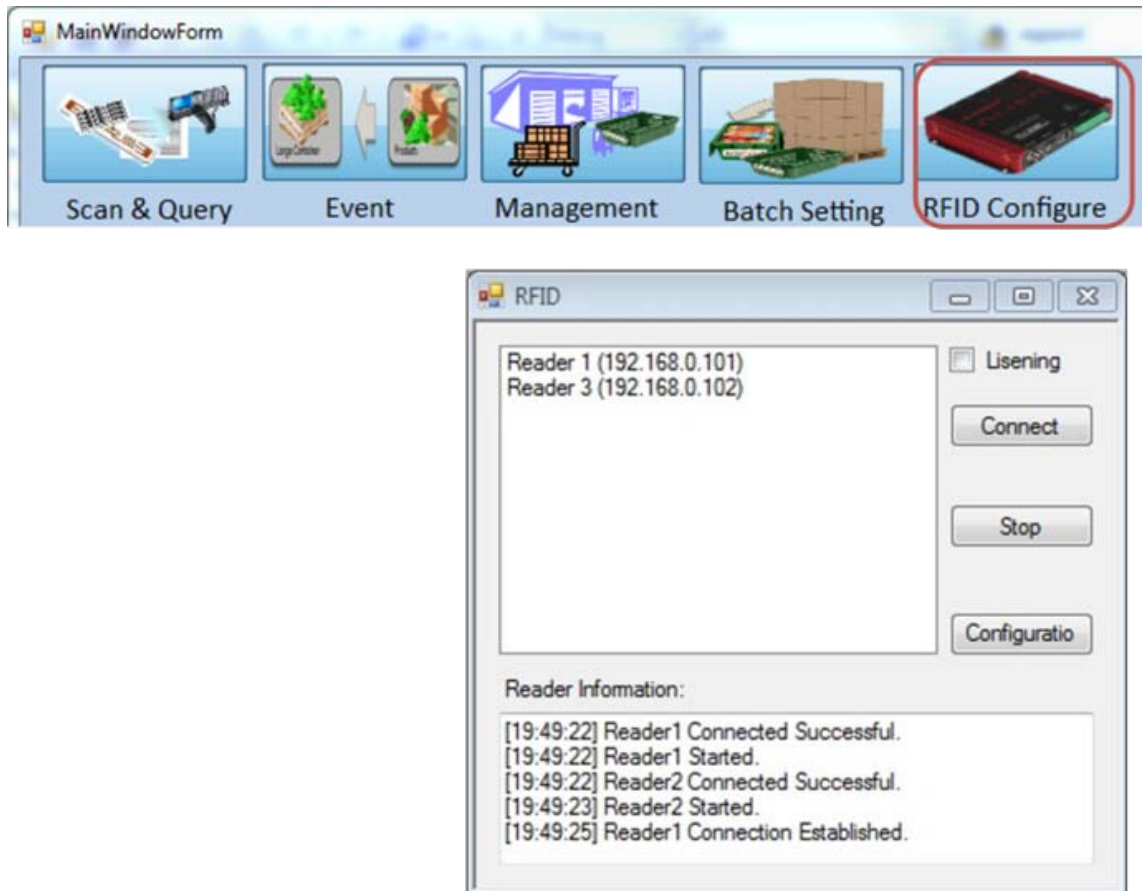 MainWindowForm
Scan & Query
Event
Management
Batch Setting
RFID Configure
RFID
Reader 1 (192.168.0.101)
Reader 3 (192.168.0.102)
Lisening
Connect
Stop
Configuratio
Reader Information:
[19:49:22] Reader1 Connected Successful.
[19:49:22] Reader1 Started.
[19:49:22] Reader2 Connected Successful.
[19:49:23] Reader2 Started.
[19:49:25] Reader1 Connection Established.